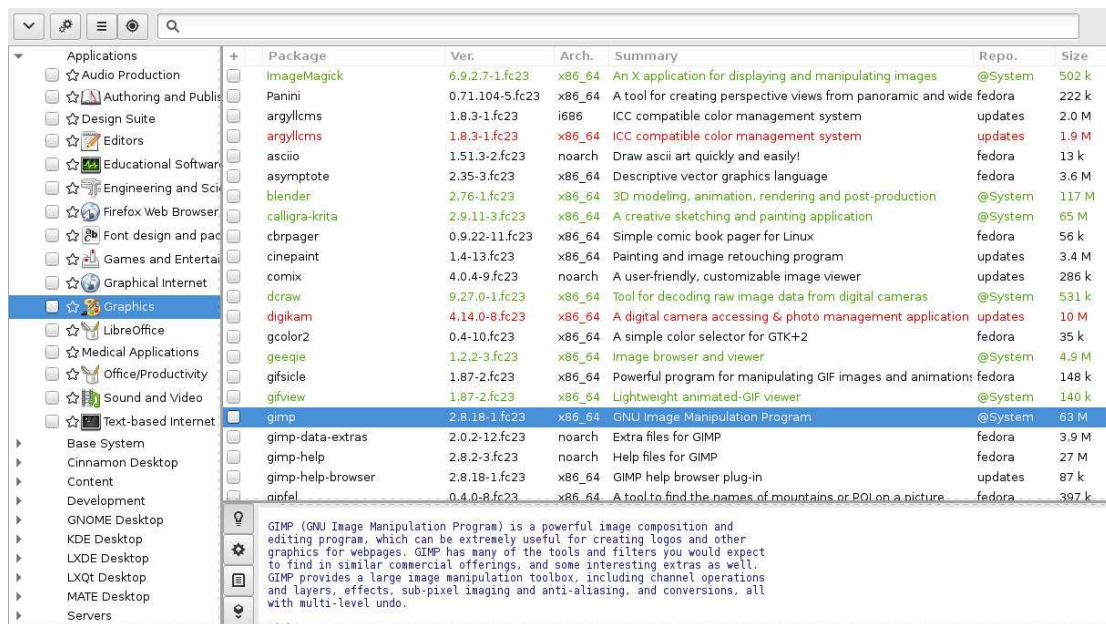 Applications
Audio Production
Authoring and Publis
Design Suite
Editors
Educational Softwar
Engineering and Sci
Firefox Web Browser
Font design and pac
Games and Entertai
Graphical Internet
Graphics
LibreOffice
Medical Applications
Office/Productivity
Sound and Video
Text-based Internet
Base System
Cinnamon Desktop
Content
Development
GNOME Desktop
KDE Desktop
LXDE Desktop
LXQt Desktop
MATE Desktop
Servers
+ Package Ver. Arch. Summary Repo. Size
ImageMagick 6.9.2.7-1.fc23 x86_64 An X application for displaying and manipulating images @System 502 k
Panini 0.71.104-5.fc23 x86_64 A tool for creating perspective views from panoramic and wide fedora 222 k
argyllcms 1.8.3-1.fc23 i686 ICC compatible color management system updates 2.0 M
argyllcms 1.8.3-1.fc23 x86_64 ICC compatible color management system updates 1.9 M
asciio 1.51.3-2.fc23 noarch Draw ascii art quickly and easily! fedora 13 k
asymptote 2.35-3.fc23 x86_64 Descriptive vector graphics language fedora 3.6 M
blender 2.76-1.fc23 x86_64 3D modeling, animation, rendering and post-production @System 117 M
calligra-krita 2.9.11-3.fc23 x86_64 A creative sketching and painting application @System 65 M
cbrpager 0.9.22-11.fc23 x86_64 Simple comic book pager for Linux fedora 56 k
cinepaint 1.4-13.fc23 x86_64 Painting and image retouching program updates 3.4 M
comix 4.0.4-9.fc23 noarch A user-friendly, customizable image viewer updates 286 k
dcraw 9.27.0-1.fc23 x86_64 Tool for decoding raw image data from digital cameras @System 531 k
digikam 4.14.0-8.fc23 x86_64 A digital camera accessing & photo management application updates 10 M
gcolor2 0.4-10.fc23 x86_64 A simple color selector for GTK+2 fedora 35 k
geeqie 1.2.2-3.fc23 x86_64 Image browser and viewer @System 4.9 M
gifsicle 1.87-2.fc23 x86_64 Powerful program for manipulating GIF images and animations fedora 148 k
gifview 1.87-2.fc23 x86_64 Lightweight animated-GIF viewer @System 140 k
gimp 2.8.18-1.fc23 x86_64 GNU Image Manipulation Program @System 63 M
gimp-data-extras 2.0.2-12.fc23 noarch Extra files for GIMP fedora 3.9 M
gimp-help 2.8.2-3.fc23 noarch Help files for GIMP fedora 27 M
gimp-help-browser 2.8.18-1.fc23 x86_64 GIMP help browser plug-in updates 87 k
gipfel 0.4.0-8.fc23 x86_64 A tool to find the names of mountains or POI on a picture fedora 397 k
GIMP (GNU Image Manipulation Program) is a powerful image composition and
editing program, which can be extremely useful for creating logos and other
graphics for webpages. GIMP has many of the tools and filters you would expect
to find in similar commercial offerings, and some interesting extras as well.
GIMP provides a large image manipulation toolbox, including channel operations
and layers, effects, sub-pixel imaging and anti-aliasing, and conversions, all
with multi-level undo.